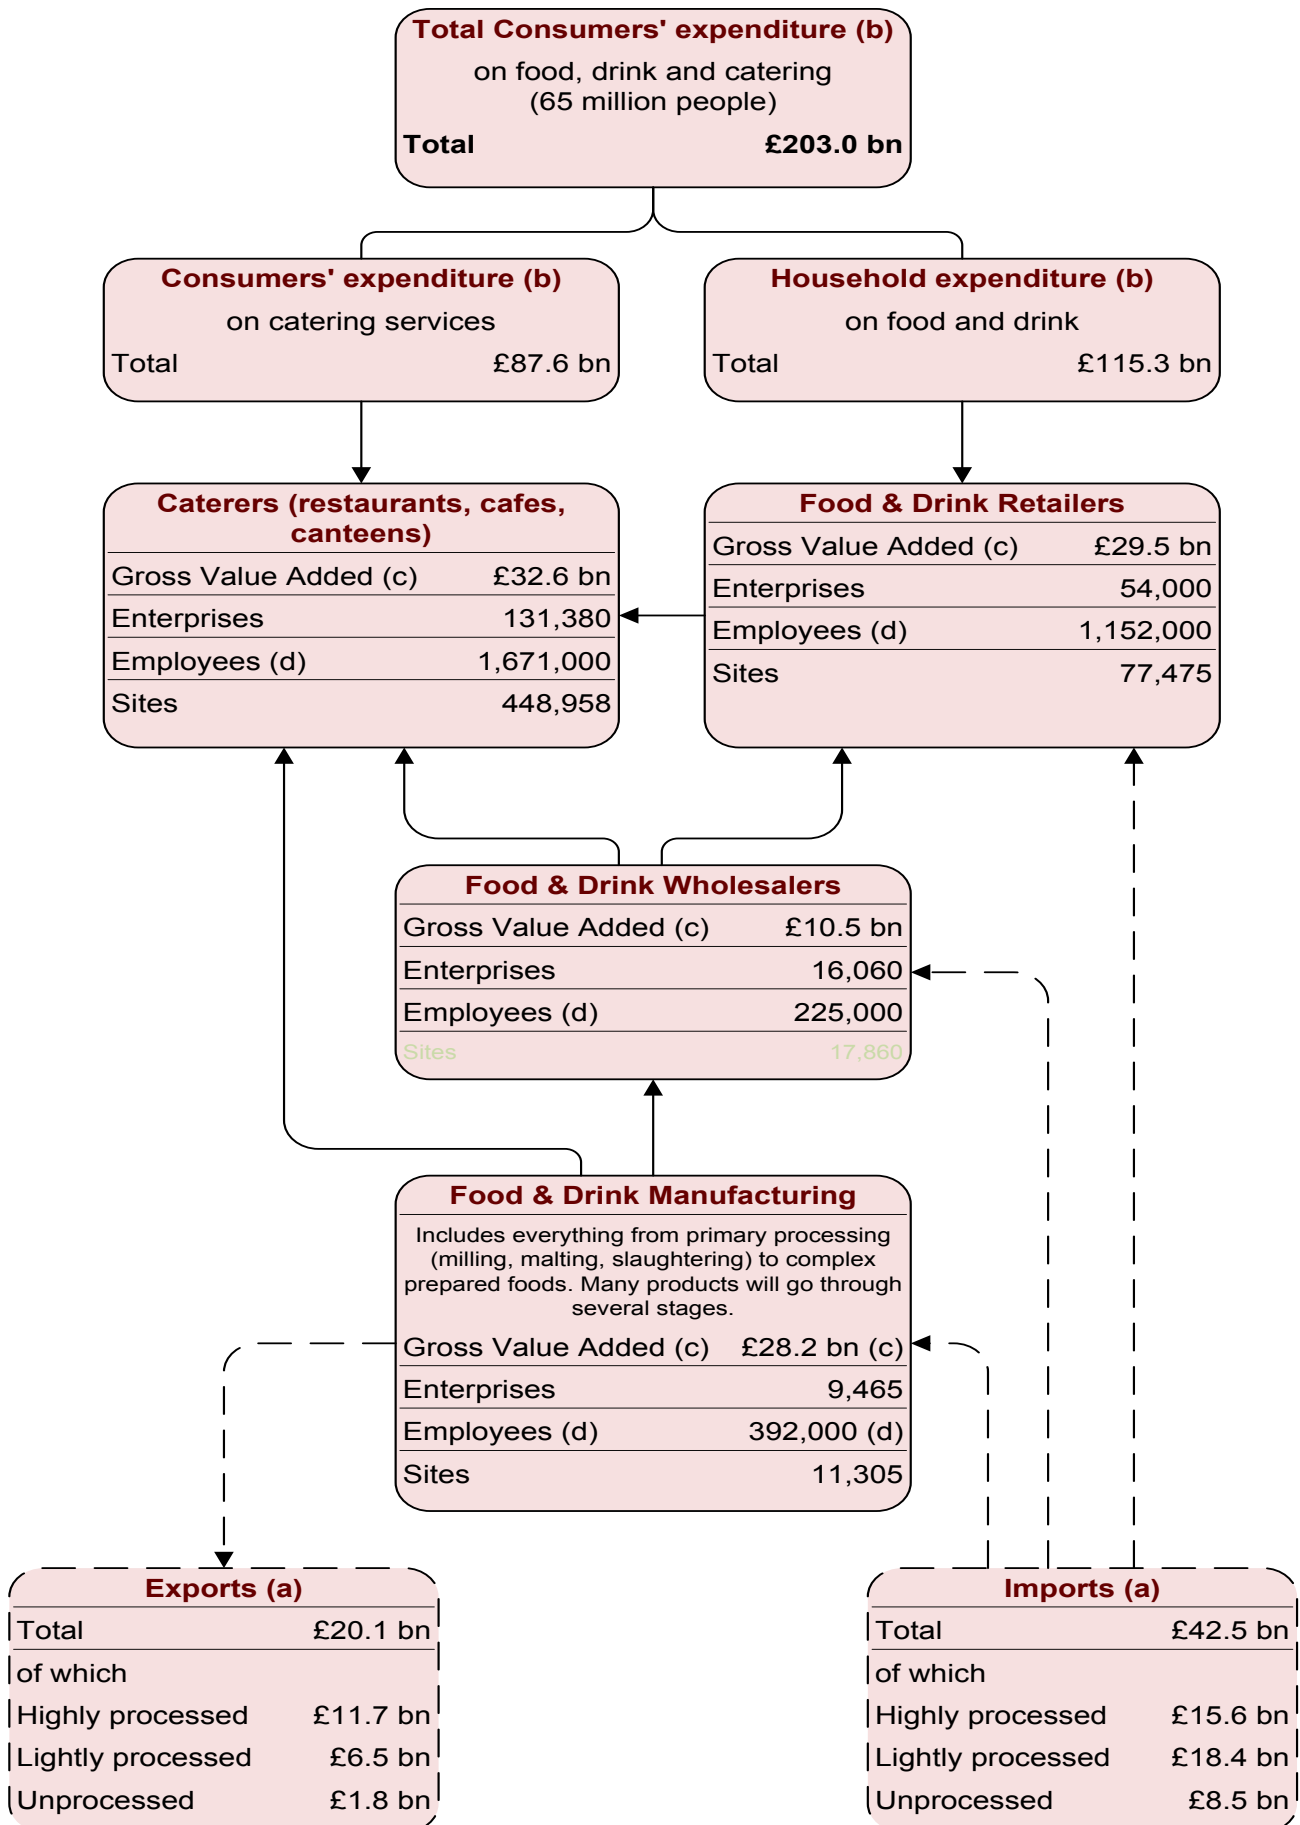 Total Consumers' expenditure (b)
on food, drink and catering
(65 million people)
Total £203.0 bn
Consumers' expenditure (b)
on catering services
Total £87.6 bn
Household expenditure (b)
on food and drink
Total £115.3 bn
Caterers (restaurants, cafes,
canteens)
Gross Value Added (c) £32.6 bn
Enterprises 131,380
Employees (d) 1,671,000
Sites 448,958
Food & Drink Retailers
Gross Value Added (c) £29.5 bn
Enterprises 54,000
Employees (d) 1,152,000
Sites 77,475
Food & Drink Wholesalers
Gross Value Added (c) £10.5 bn
Enterprises 16,060
Employees (d) 225,000
Sites 17,860
Food & Drink Manufacturing
Includes everything from primary processing
(milling, malting, slaughtering) to complex
prepared foods. Many products will go through
several stages.
Gross Value Added (c) £28.2 bn (c)
Enterprises 9,465
Employees (d) 392,000 (d)
Sites 11,305
Exports (a)
Total £20.1 bn
of which
Highly processed £11.7 bn
Lightly processed £6.5 bn
Unprocessed £1.8 bn
Imports (a)
Total £42.5 bn
of which
Highly processed £15.6 bn
Lightly processed £18.4 bn
Unprocessed £8.5 bn